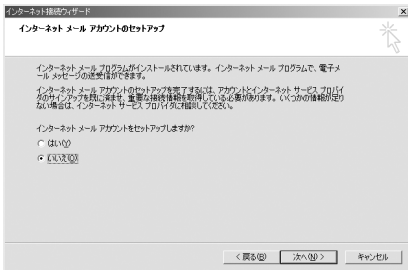 インターネット接続ウィザード
インターネット メール アカウントのセットアップ
インターネット メール プログラムがインストールされています。インターネット メール プログラムで、電子メ
ール メッセージの送受信ができます。
インターネット メール アカウントのセットアップを完了するには、アカウントとインターネット サービス プロバイ
ダのサインアップを既に済ませ、重要な接続情報を取得している必要があります。いくつかの情報が足り
ない場合は、インターネット サービス プロバイダに相談してください。
インターネット メール アカウントをセットアップしますか?
はい(Y)
いいえ(O)
< 戻る(B)
次へ(N) >
キャンセル